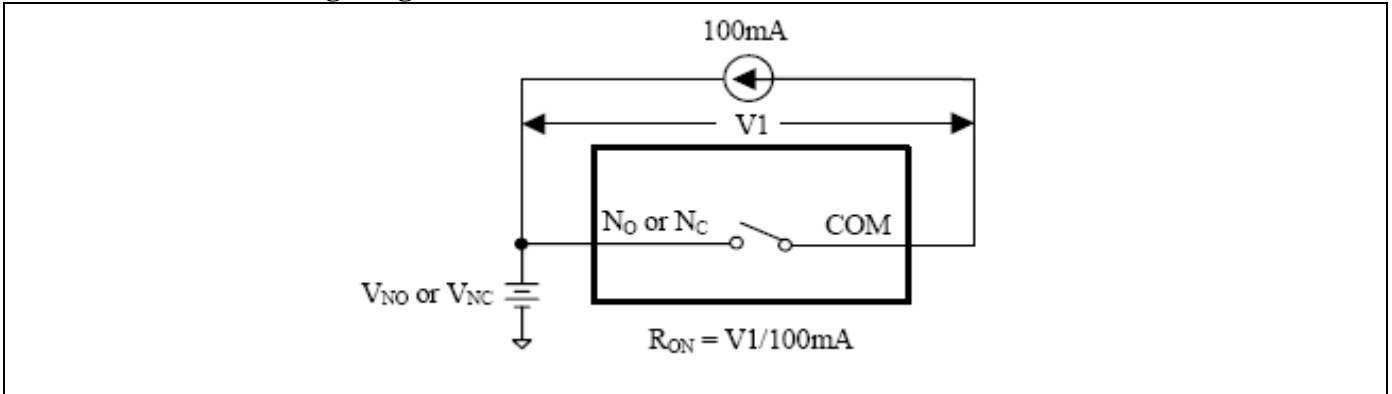 100mA
V1
NO or NC COM
VNO or VNC
RON = V1/100mA